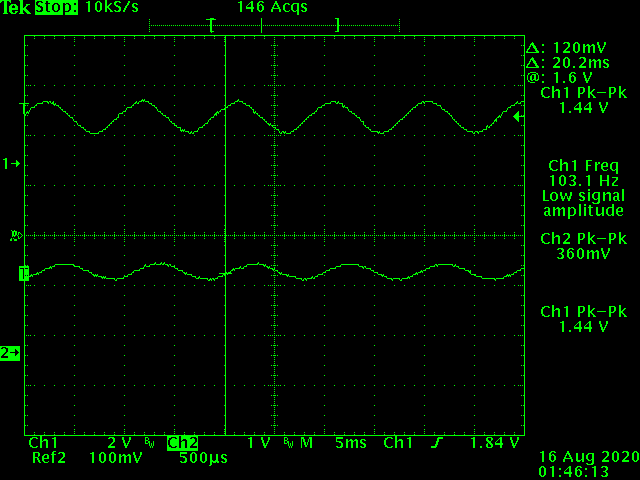 Tek Stop: 10kS/s 146 Acqs
T ]
Δ: 120mV
Δ: 20.2ms
@: 1.6 V
Ch1 Pk-Pk
1.44 V
1→
Ch1 Freq
103.1 Hz
Low signal
amplitude
Ch2 Pk-Pk
360mV
Ch1 Pk-Pk
1.44 V
2→
Ch1 2 V BW Ch2 1 V BW M 5ms Ch1 1.84 V
Ref2 100mV 500µs
16 Aug 2020
01:46:13